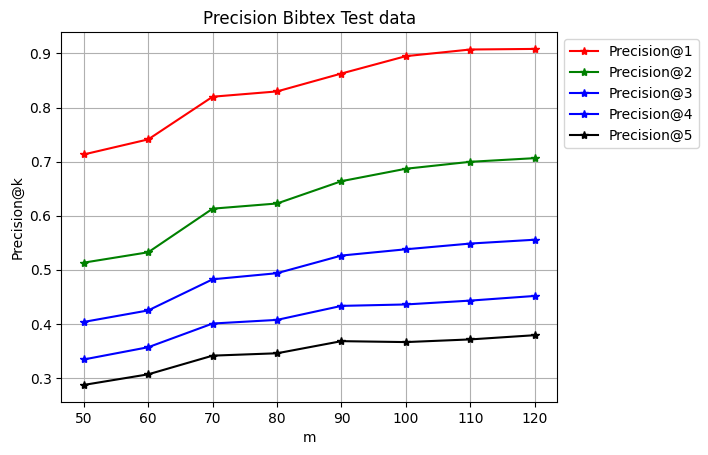 Precision Bibtex Test data
Precision@k
0.9
0.8
0.7
0.6
0.5
0.4
0.3
50 60 70 80 90 100 110 120
m
Precision@1
Precision@2
Precision@3
Precision@4
Precision@5